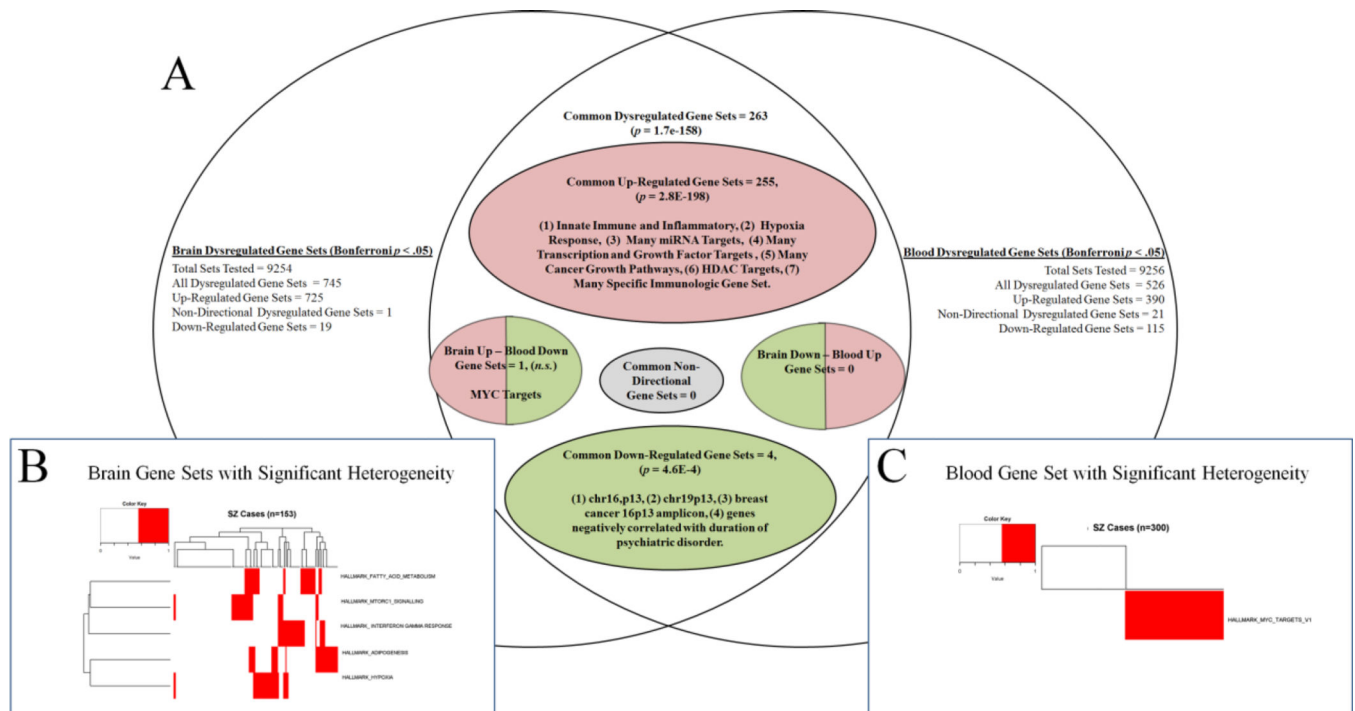 A
Common Dysregulated Gene Sets = 263
(p = 1.7e-158)
Common Up-Regulated Gene Sets = 255,
(p = 2.8E-198)
(1) Innate Immune and Inflammatory, (2) Hypoxia
Response, (3) Many miRNA Targets, (4) Many
Transcription and Growth Factor Targets , (5) Many
Cancer Growth Pathways, (6) HDAC Targets, (7)
Many Specific Immunologic Gene Set.
Brain Dysregulated Gene Sets (Bonferroni p < .05)
Total Sets Tested = 9254
All Dysregulated Gene Sets = 745
Up-Regulated Gene Sets = 725
Non-Directional Dysregulated Gene Sets = 1
Down-Regulated Gene Sets = 19
Blood Dysregulated Gene Sets (Bonferroni p < .05)
Total Sets Tested = 9256
All Dysregulated Gene Sets = 526
Up-Regulated Gene Sets = 390
Non-Directional Dysregulated Gene Sets = 21
Down-Regulated Gene Sets = 115
Brain Up – Blood Down
Gene Sets = 1, (n.s.)
MYC Targets
Common Non-
Directional
Gene Sets = 0
Brain Down – Blood Up
Gene Sets = 0
Common Down-Regulated Gene Sets = 4,
(p = 4.6E-4)
(1) chr16,p13, (2) chr19p13, (3) breast
cancer 16p13 amplicon, (4) genes
negatively correlated with duration of
psychiatric disorder.
B
Brain Gene Sets with Significant Heterogeneity
Color Key
0 1
Value
SZ Cases (n=153)
HALLMARK_FATTY_ACID_METABOLISM
HALLMARK_MTORC1_SIGNALLING
HALLMARK_INTERFERON GAMMA RESPONSE
HALLMARK_ADIPOGENESIS
HALLMARK_HYPOXIA
C
Blood Gene Set with Significant Heterogeneity
Color Key
0 1
Value
SZ Cases (n=300)
HALLMARK_MYC_TARGETS_V1